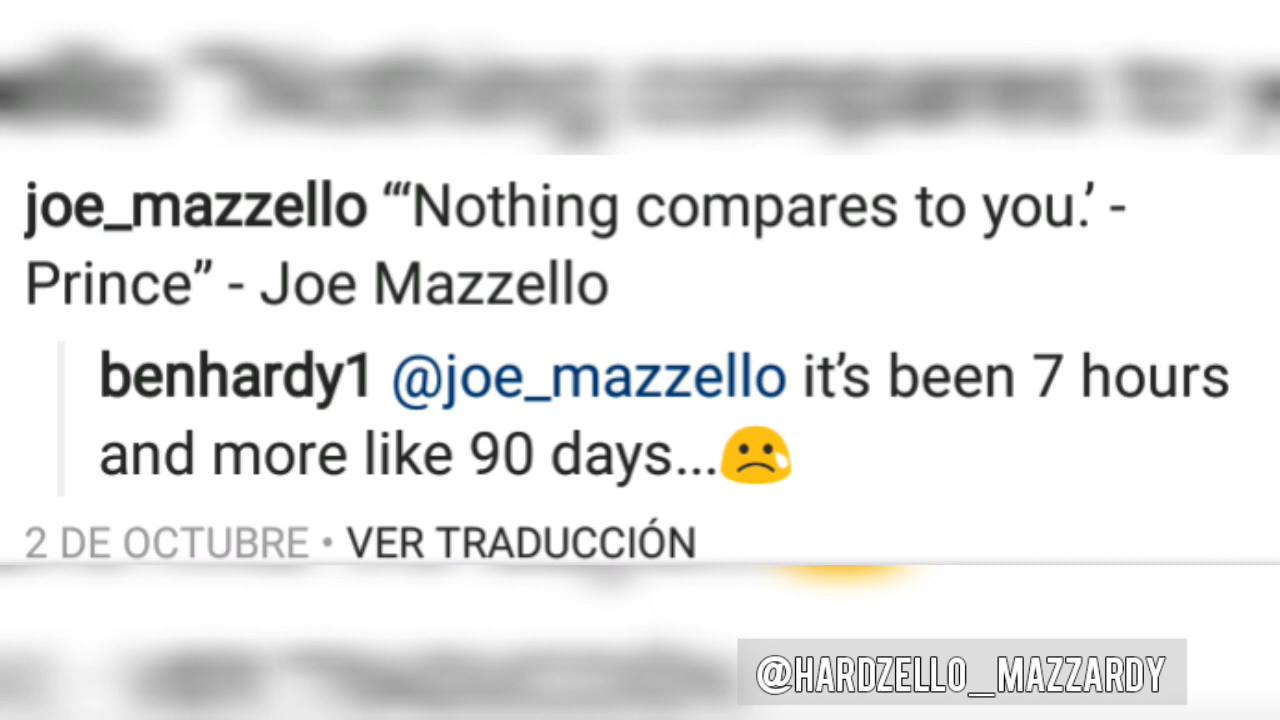 joe_mazzello “‘Nothing compares to you.’ -
Prince” - Joe Mazzello
benhardy1 @joe_mazzello it’s been 7 hours
and more like 90 days...😢
2 DE OCTUBRE • VER TRADUCCIÓN
@HARDZELLO_MAZZARDY